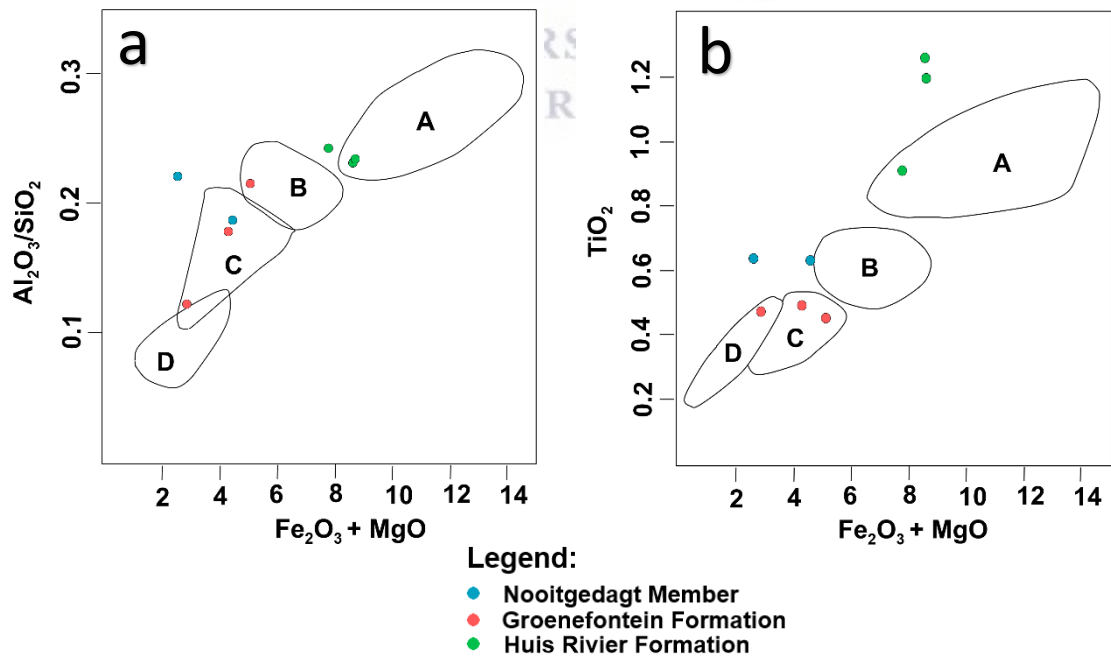 a
0.3
0.2
0.1
Al₂O₃/SiO₂
A
B
C
D
2 4 6 8 10 12 14
Fe₂O₃ + MgO
RS
R
b
1.2
1.0
0.8
0.6
0.4
0.2
TiO₂
A
B
C
D
2 4 6 8 10 12 14
Fe₂O₃ + MgO
Legend:
Nooitgedagt Member
Groenefontein Formation
Huis Rivier Formation